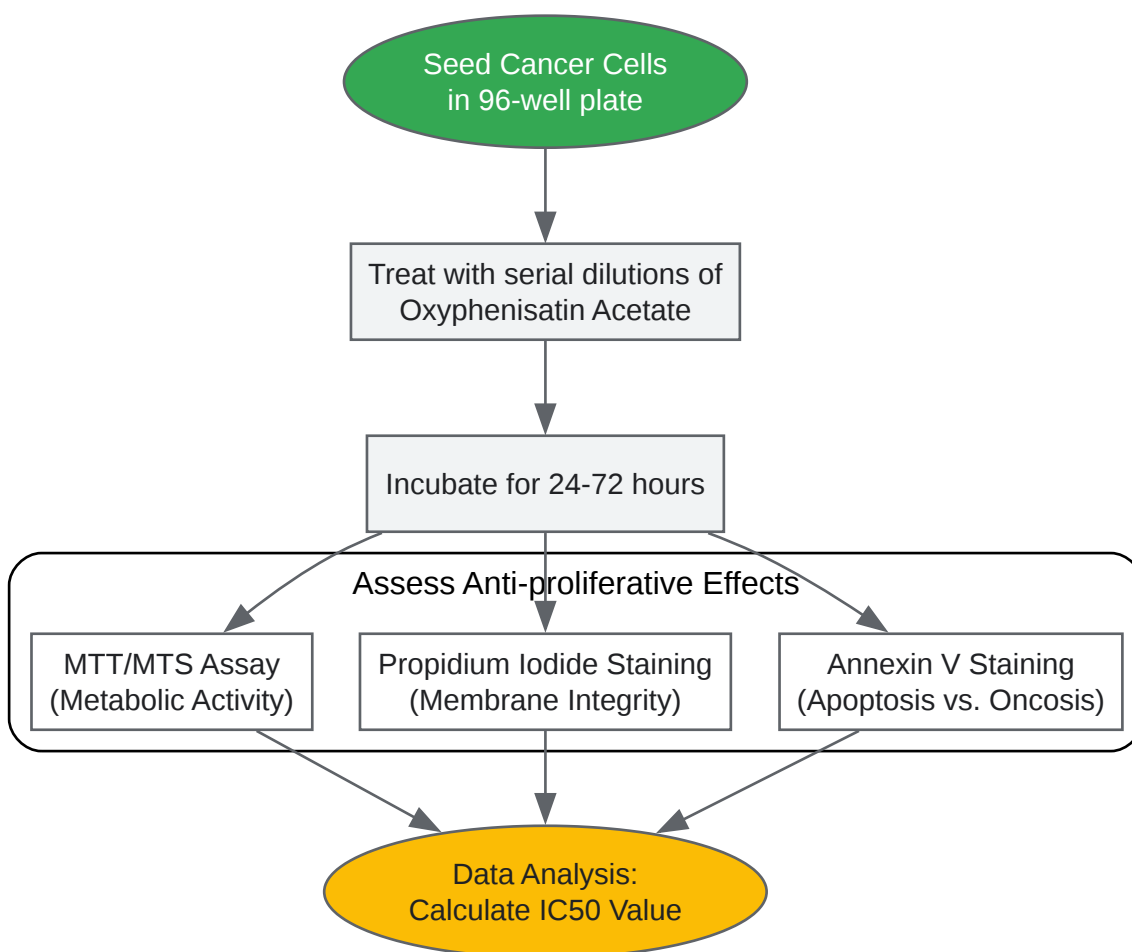 Seed Cancer Cells
in 96-well plate
Treat with serial dilutions of
Oxyphenisatin Acetate
Incubate for 24-72 hours
Assess Anti-proliferative Effects
MTT/MTS Assay
(Metabolic Activity)
Propidium Iodide Staining
(Membrane Integrity)
Annexin V Staining
(Apoptosis vs. Oncosis)
Data Analysis:
Calculate IC50 Value